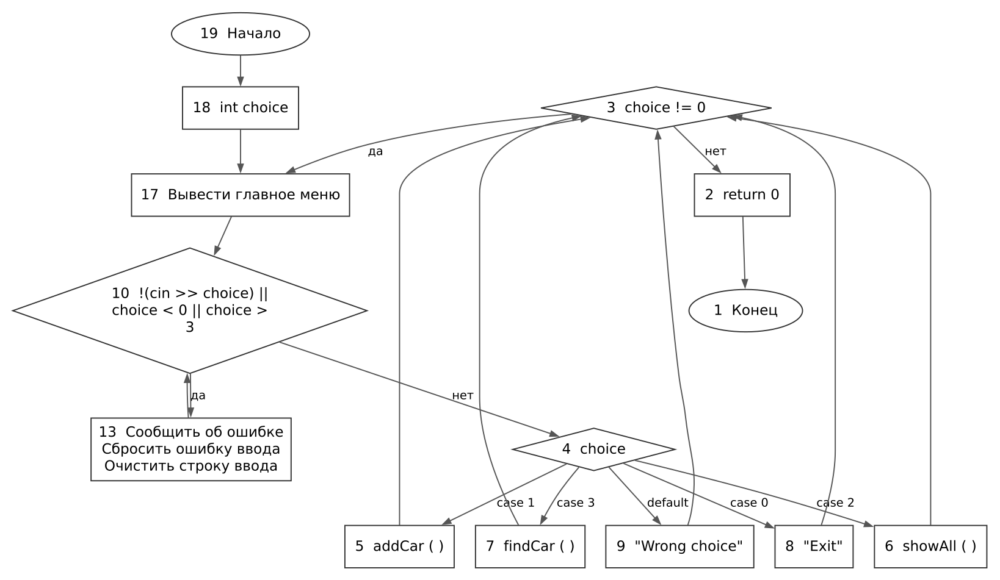 19  Начало
18  int choice
3  choice != 0
да
нет
17  Вывести главное меню
2  return 0
10  !(cin >> choice) ||
choice < 0 || choice >
3
1  Конец
да
нет
13  Сообщить об ошибке
Сбросить ошибку ввода
Очистить строку ввода
4  choice
case 1
case 3
default
case 0
case 2
5  addCar ( )
7  findCar ( )
9  "Wrong choice"
8  "Exit"
6  showAll ( )